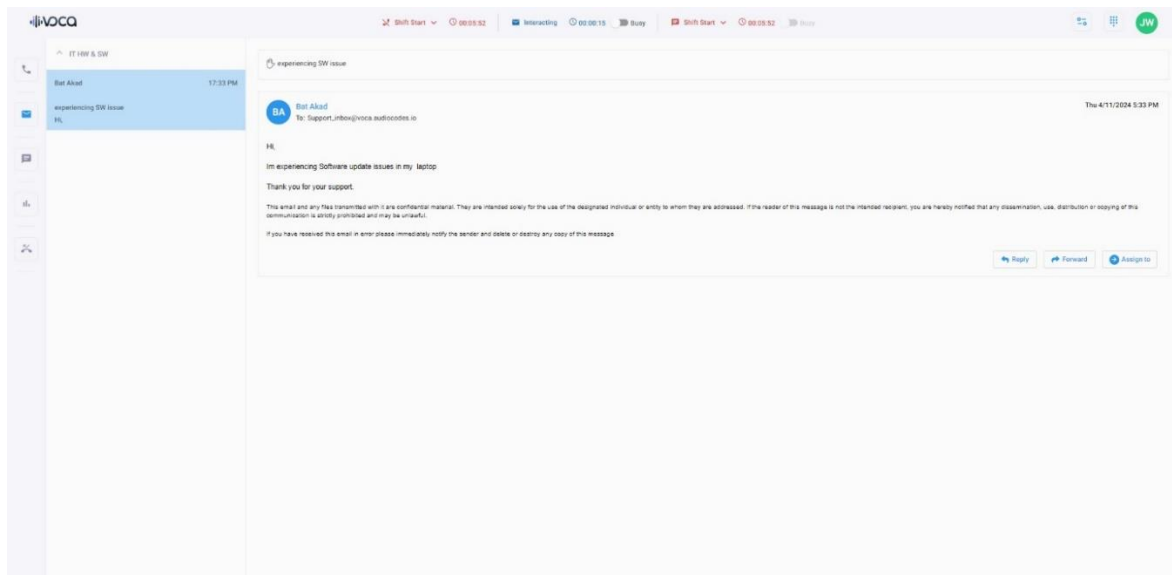 VOCA
Shift Start 00:05:52 Interacting 00:00:15 Busy Shift Start 00:05:52 Busy JW
IT HW & SW
Bat Akad 17:33 PM
experiencing SW issue
Hi,
experiencing SW issue
BA Bat Akad Thu 4/11/2024 5:33 PM
To: Support_inbox@voca.audiocodes.io
Hi,
Im experiencing Software update issues in my laptop
Thank you for your support.
This email and any files transmitted with it are confidential material. They are intended solely for the use of the designated individual or entity to whom they are addressed. If the reader of this message is not the intended recipient, you are hereby notified that any dissemination, use, distribution or copying of this
communication is strictly prohibited and may be unlawful.
If you have received this email in error please immediately notify the sender and delete or destroy any copy of this message
Reply Forward Assign to